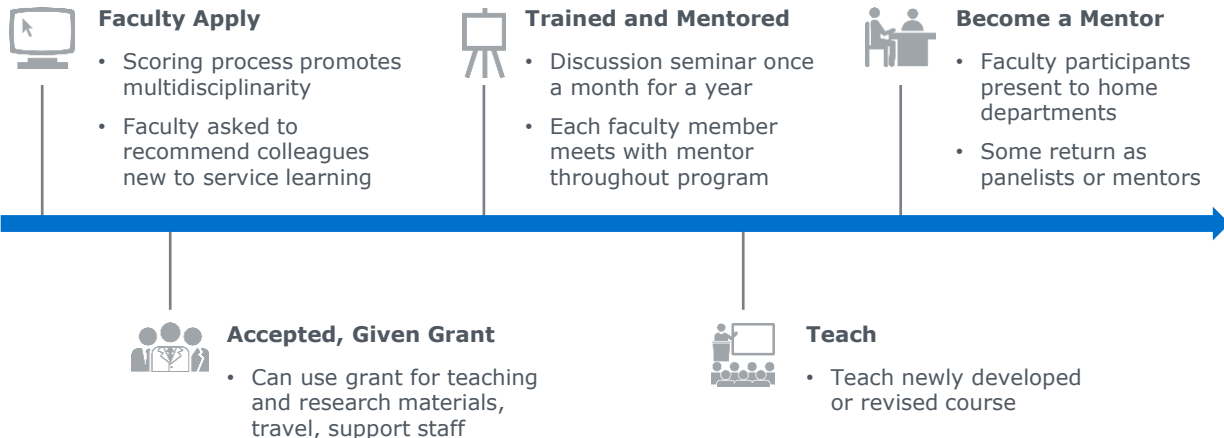 Faculty Apply
• Scoring process promotes
multidisciplinarity
• Faculty asked to
recommend colleagues
new to service learning
Trained and Mentored
• Discussion seminar once
a month for a year
• Each faculty member
meets with mentor
throughout program
Become a Mentor
• Faculty participants
present to home
departments
• Some return as
panelists or mentors
Accepted, Given Grant
• Can use grant for teaching
and research materials,
travel, support staff
Teach
• Teach newly developed
or revised course